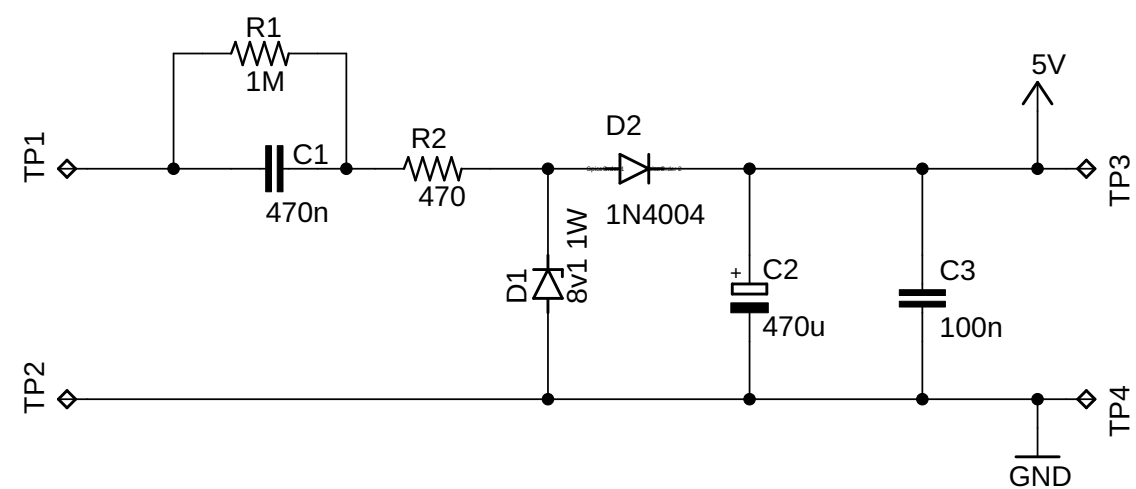 R1
1M
5V
TP1
C1
470n
R2
470
D2
1N4004
TP3
D1
8v1 1W
+
C2
470u
C3
100n
TP2
TP4
GND